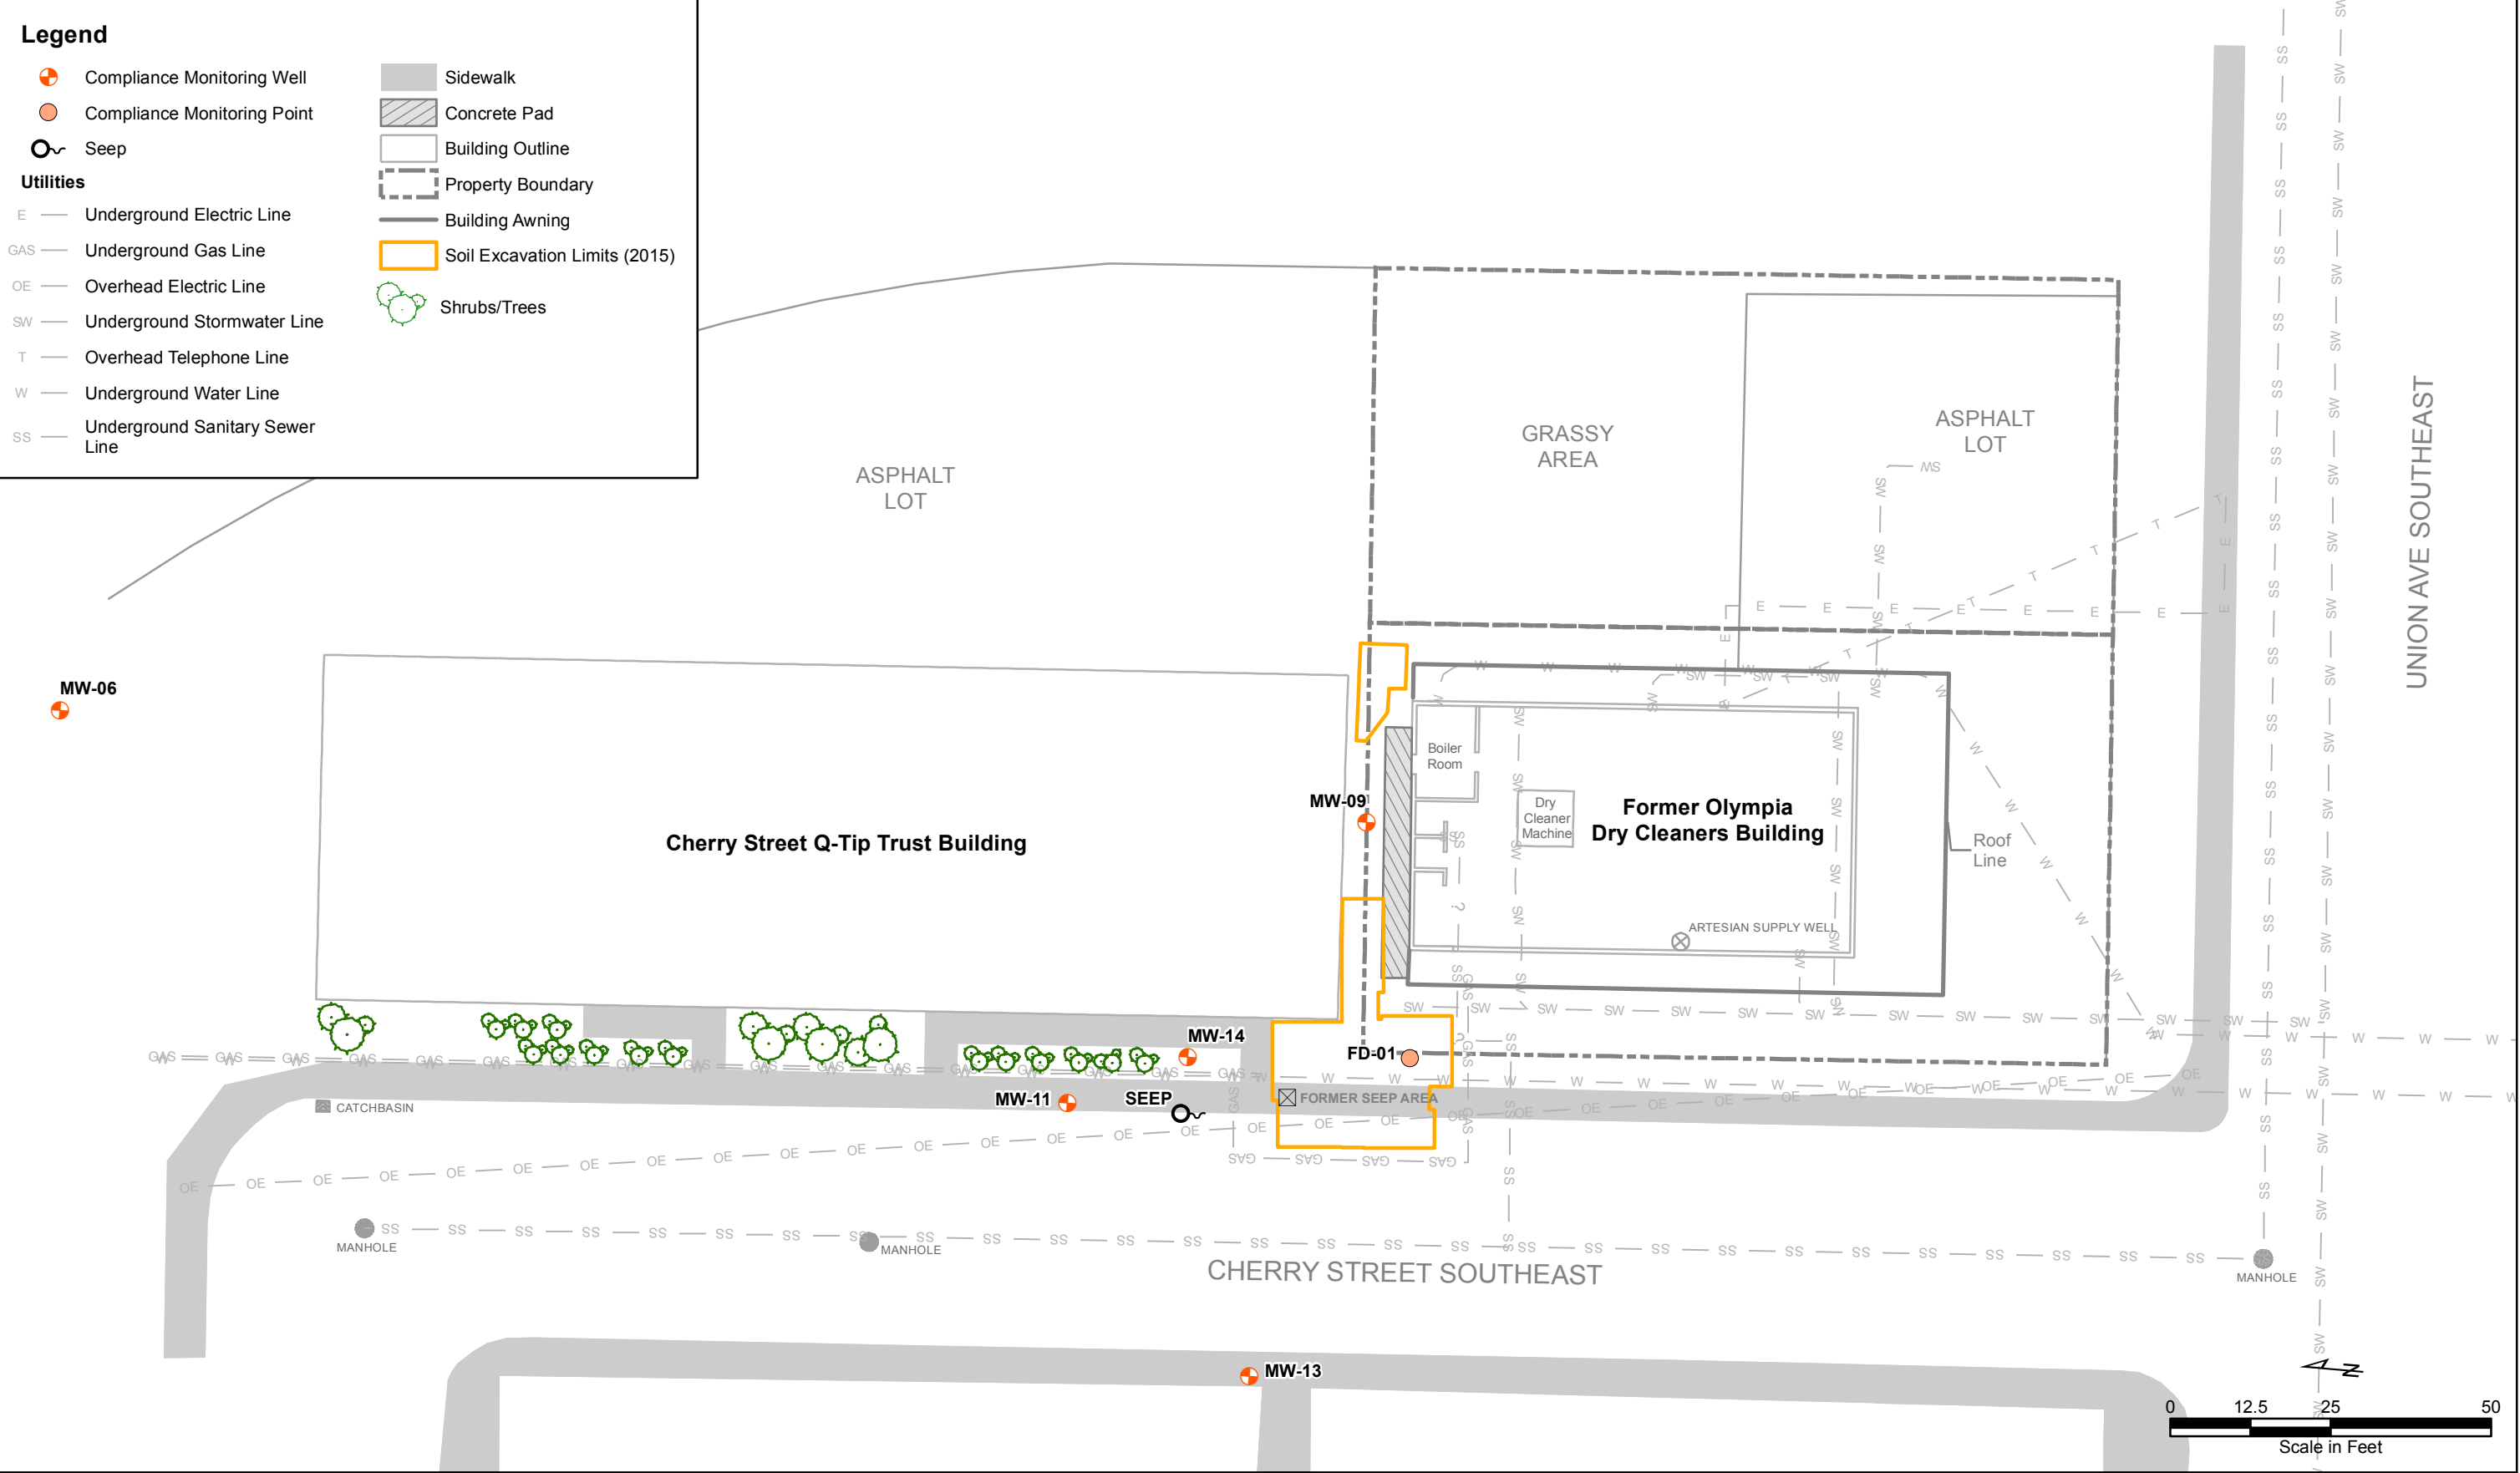 Legend
Compliance Monitoring Well
Compliance Monitoring Point
Seep
Utilities
E
Underground Electric Line
GAS
Underground Gas Line
OE
Overhead Electric Line
SW
Underground Stormwater Line
T
Overhead Telephone Line
W
Underground Water Line
SS
Underground Sanitary Sewer
Line
Sidewalk
Concrete Pad
Building Outline
Property Boundary
Building Awning
Soil Excavation Limits (2015)
Shrubs/Trees
ASPHALT
LOT
GRASSY
AREA
ASPHALT
LOT
UNION AVE SOUTHEAST
MW-06
Cherry Street Q-Tip Trust Building
MW-09
Boiler
Room
Dry
Cleaner
Machine
Former Olympia
Dry Cleaners Building
Roof
Line
ARTESIAN SUPPLY WELL
MW-14
FD-01
MW-11
SEEP
FORMER SEEP AREA
CATCHBASIN
MANHOLE
MANHOLE
MANHOLE
CHERRY STREET SOUTHEAST
MW-13
N
0 12.5 25 50
Scale in Feet